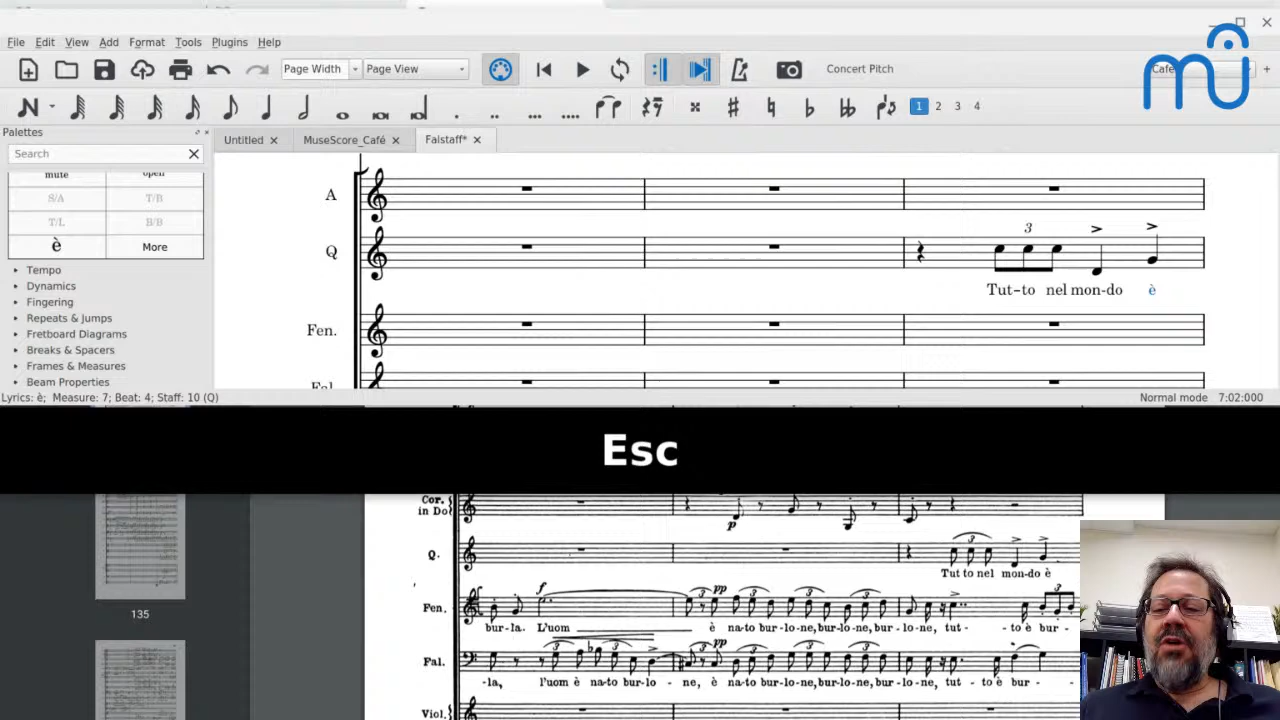 File Edit View Add Format Tools Plugins Help
Page Width Page View Concert Pitch
1 2 3 4
Palettes
Untitled MuseScore_Café Falstaff*
Search
mute open
S/A T/B
T/L B/B
è More
Tempo
Dynamics
Fingering
Repeats & Jumps
Fretboard Diagrams
Breaks & Spacers
Frames & Measures
Beam Properties
A
Q
3
Tut-to nel mon-do è
Fen.
Fal.
Lyrics: è; Measure: 7; Beat: 4; Staff: 10 (Q) Normal mode 7:02:000
Esc
Cor.
in Do
p
Q.
3
Tut to nel mon-do è
135
f pp
Fen.
bur-la. L'uom è na-to bur-lo-ne, bur-lo-ne, bur-lo-ne, tut- -to è bur-
pp
Fal.
-la, l'uom è na-to bur-lo-ne, è na-to bur-lo-ne, bur-lo-ne, bur-lo-ne, tut-to è bur-
Viol.